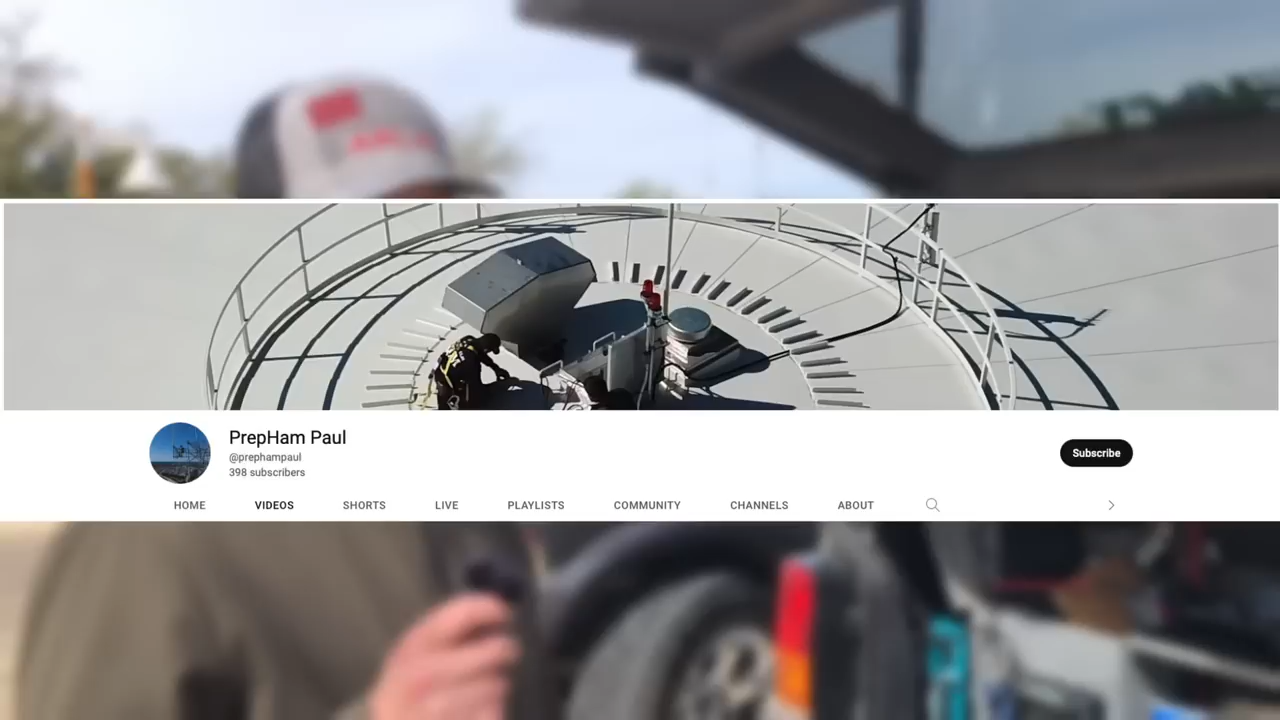 PrepHam Paul
@prephampaul
398 subscribers
Subscribe
HOME VIDEOS SHORTS LIVE PLAYLISTS COMMUNITY CHANNELS ABOUT